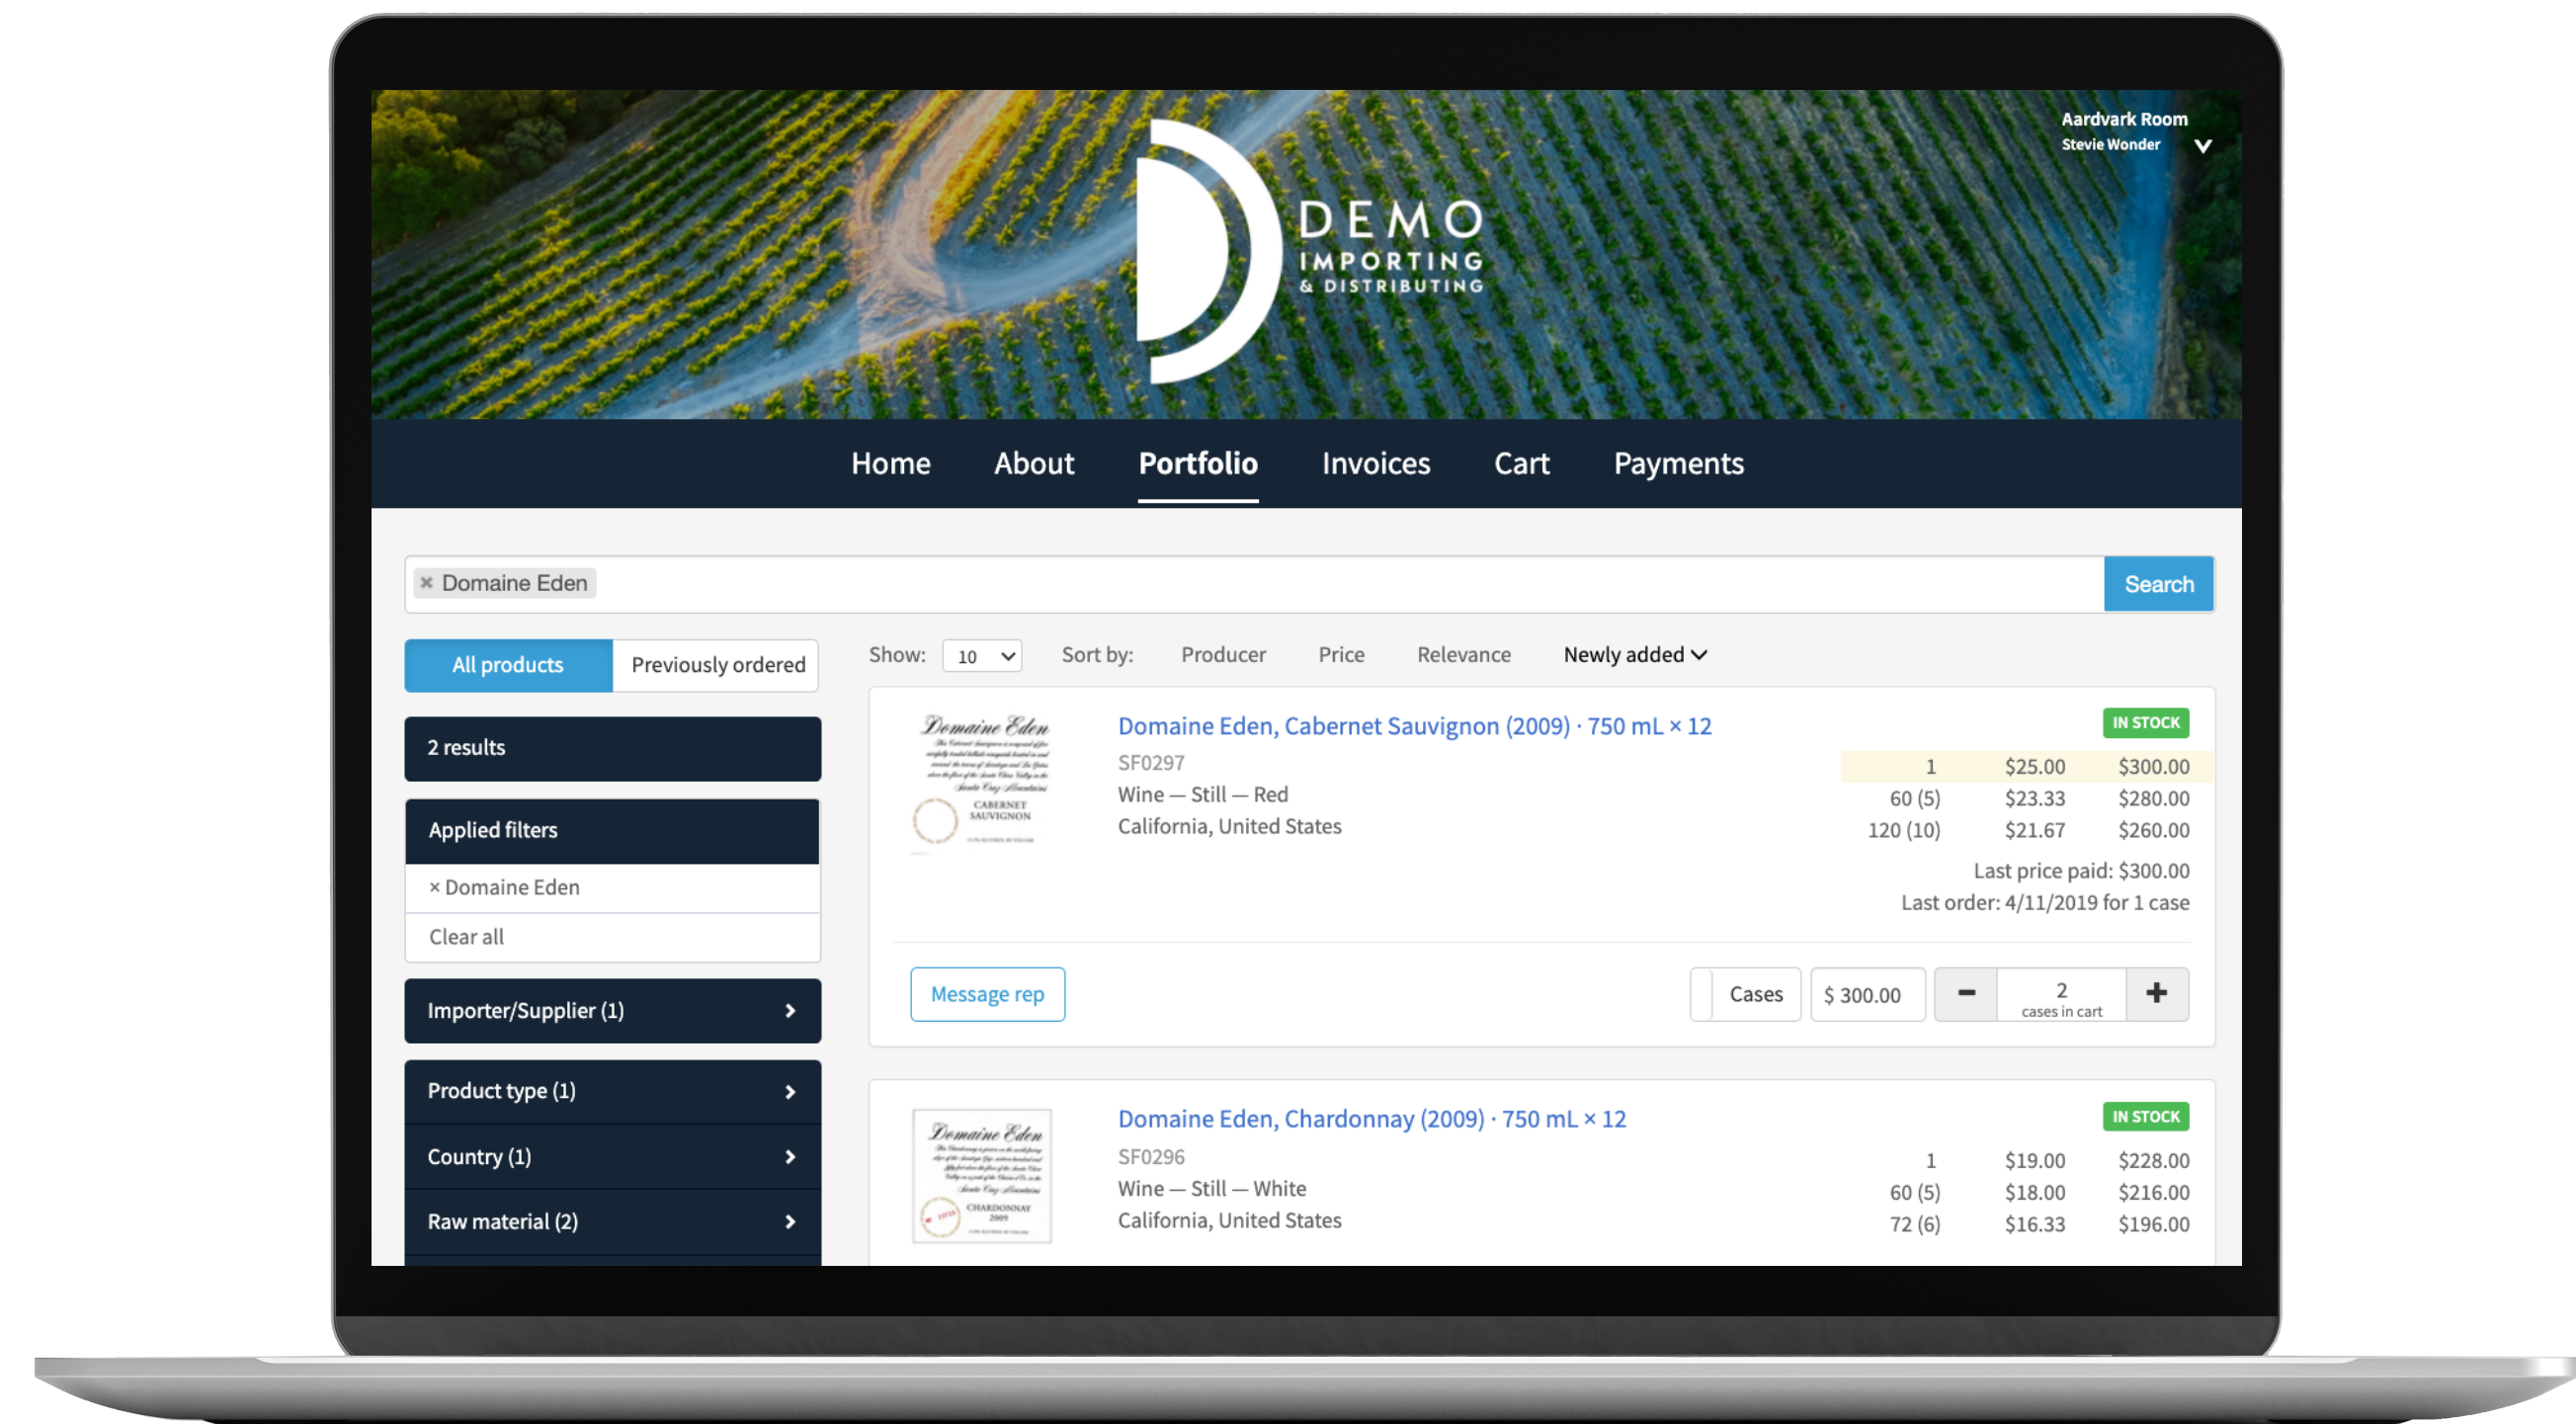 Aardvark Room
Stevie Wonder
DEMO
IMPORTING
& DISTRIBUTING
Home About Portfolio Invoices Cart Payments
× Domaine Eden
Search
All products Previously ordered
Show: 10 Sort by: Producer Price Relevance Newly added
2 results
Applied filters
× Domaine Eden
Clear all
Importer/Supplier (1)
Product type (1)
Country (1)
Raw material (2)
Domaine Eden
Santa Cruz Mountains
CABERNET
SAUVIGNON
Domaine Eden, Cabernet Sauvignon (2009) · 750 mL × 12
IN STOCK
SF0297
Wine — Still — Red
California, United States
1 $25.00 $300.00
60 (5) $23.33 $280.00
120 (10) $21.67 $260.00
Last price paid: $300.00
Last order: 4/11/2019 for 1 case
Message rep
Cases
$ 300.00
− 2 +
cases in cart
Domaine Eden
Santa Cruz Mountains
CHARDONNAY
2009
Domaine Eden, Chardonnay (2009) · 750 mL × 12
IN STOCK
SF0296
Wine — Still — White
California, United States
1 $19.00 $228.00
60 (5) $18.00 $216.00
72 (6) $16.33 $196.00